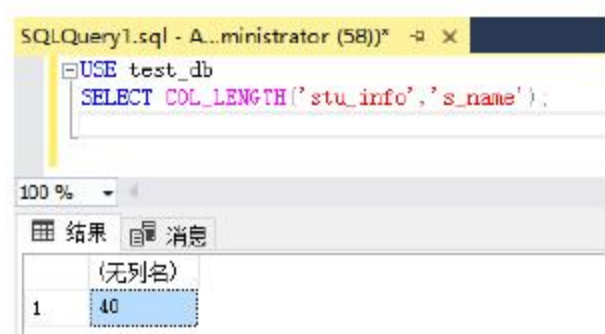 SQLQuery1.sql - A...ministrator (58))*
USE test_db
SELECT COL_LENGTH('stu_info','s_name');
100 %
结果 消息
(无列名)
1 40